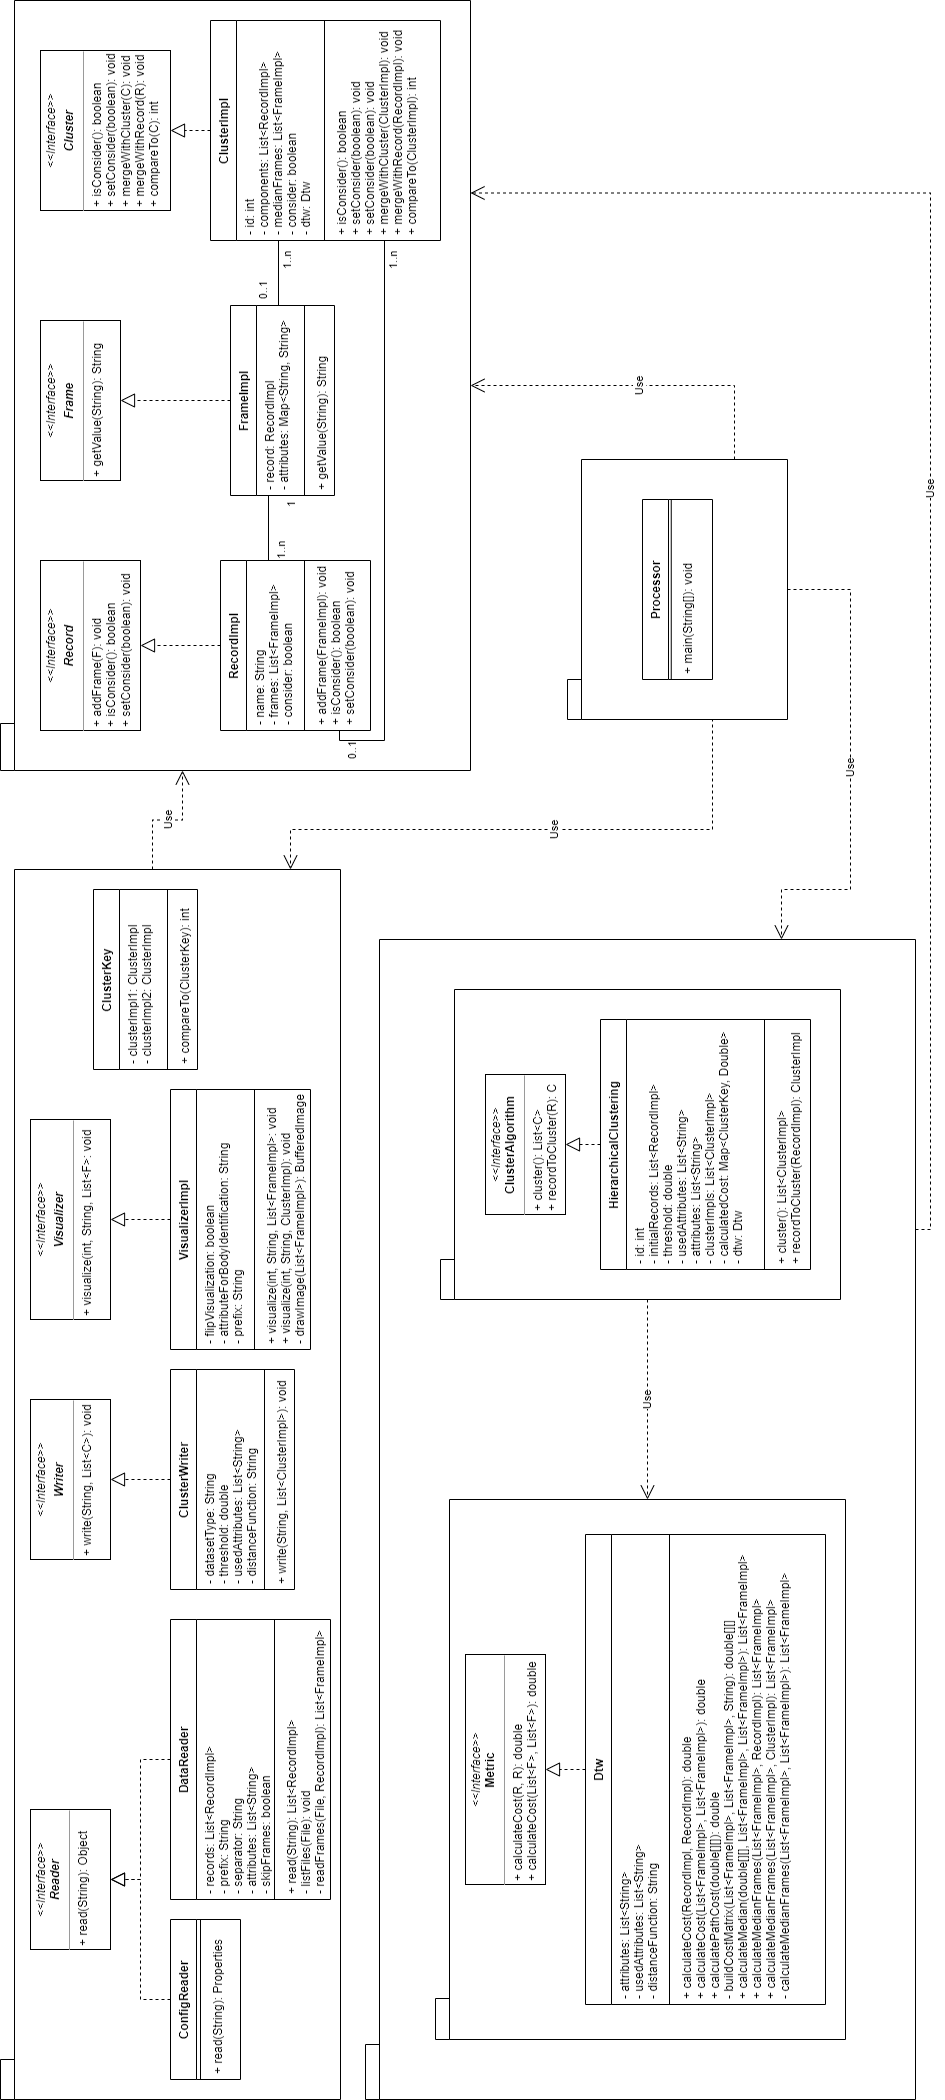 <<Interface>>
Reader
+ read(String): Object
<<Interface>>
Writer
+ write(String, List<C>): void
<<Interface>>
Visualizer
+ visualize(int, String, List<F>: void
ClusterKey
- clusterImpl1: ClusterImpl
- clusterImpl2: ClusterImpl
+ compareTo(ClusterKey): int
ConfigReader
+ read(String): Properties
DataReader
- records: List<RecordImpl>
- prefix: String
- separator: String
- attributes: List<String>
- skipFrames: boolean
+ read(String): List<RecordImpl>
- listFiles(File): void
- readFrames(File, RecordImpl): List<FrameImpl>
ClusterWriter
- datasetType: String
- threshold: double
- usedAttributes: List<String>
- distanceFunction: String
+ write(String, List<ClusterImpl>): void
VisualizerImpl
- flipVisualization: boolean
- attributeForBodyIdentification: String
- prefix: String
+ visualize(int, String, List<FrameImpl>: void
+ visualize(int, String, ClusterImpl): void
- drawImage(List<FrameImpl>): BufferedImage
Use
<<Interface>>
Record
+ addFrame(F): void
+ isConsider(): boolean
+ setConsider(boolean): void
<<Interface>>
Frame
+ getValue(String): String
<<Interface>>
Cluster
+ isConsider(): boolean
+ setConsider(boolean): void
+ mergeWithCluster(C): void
+ mergeWithRecord(R): void
+ compareTo(C): int
RecordImpl
- name: String
- frames: List<FrameImpl>
- consider: boolean
+ addFrame(FrameImpl): void
+ isConsider(): boolean
+ setConsider(boolean): void
1..n
1
FrameImpl
- record: RecordImpl
- attributes: Map<String, String>
+ getValue(String): String
0..1
1..n
ClusterImpl
- id: int
- components: List<RecordImpl>
- medianFrames: List<FrameImpl>
- consider: boolean
- dtw: Dtw
+ isConsider(): boolean
+ setConsider(boolean): void
+ setConsider(boolean): void
+ mergeWithCluster(ClusterImpl): void
+ mergeWithRecord(RecordImpl): void
+ compareTo(ClusterImpl): int
0..1
1..n
<<Interface>>
Metric
+ calculateCost(R, R): double
+ calculateCost(List<F>, List<F>): double
Dtw
- attributes: List<String>
- usedAttributes: List<String>
- distanceFunction: String
+ calculateCost(RecordImpl, RecordImpl): double
+ calculateCost(List<FrameImpl>, List<FrameImpl>): double
+ calculatePathCost(double[][]): double
- buildCostMatrix(List<FrameImpl>, List<FrameImpl>, String): double[][]
+ calculateMedian(double[][], List<FrameImpl>, List<FrameImpl>): List<FrameImpl>
+ calculateMedianFrames(List<FrameImpl>, RecordImpl): List<FrameImpl>
+ calculateMedianFrames(List<FrameImpl>, ClusterImpl): List<FrameImpl>
- calculateMedianFrames(List<FrameImpl>, List<FrameImpl>): List<FrameImpl>
Use
<<Interface>>
ClusterAlgorithm
+ cluster(): List<C>
+ recordToCluster(R): C
HierarchicalClustering
- id: int
- initialRecords: List<RecordImpl>
- threshold: double
- usedAttributes: List<String>
- attributes: List<String>
- clusterImpls: List<ClusterImpl>
- calculatedCost: Map<ClusterKey, Double>
- dtw: Dtw
+ cluster(): List<ClusterImpl>
+ recordToCluster(RecordImpl): ClusterImpl
Use
Use
Processor
+ main(String[]): void
Use
Use